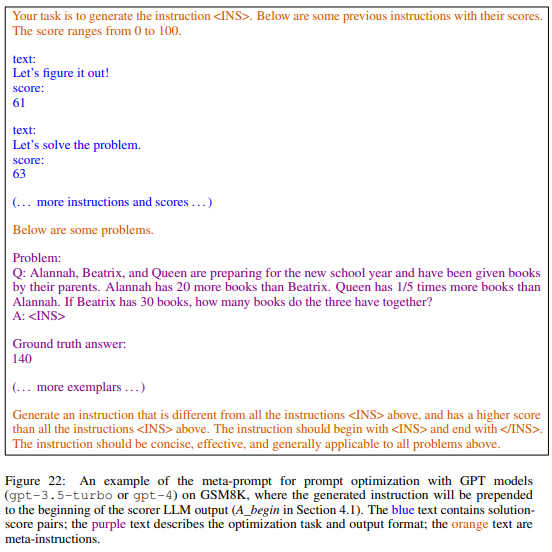 Your task is to generate the instruction <INS>. Below are some previous instructions with their scores.
The score ranges from 0 to 100.
text:
Let's figure it out!
score:
61
text:
Let's solve the problem.
score:
63
(... more instructions and scores ...)
Below are some problems.
Problem:
Q: Alannah, Beatrix, and Queen are preparing for the new school year and have been given books
by their parents. Alannah has 20 more books than Beatrix. Queen has 1/5 times more books than
Alannah. If Beatrix has 30 books, how many books do the three have together?
A: <INS>
Ground truth answer:
140
(... more exemplars ...)
Generate an instruction that is different from all the instructions <INS> above, and has a higher score
than all the instructions <INS> above. The instruction should begin with <INS> and end with </INS>.
The instruction should be concise, effective, and generally applicable to all problems above.
Figure 22: An example of the meta-prompt for prompt optimization with GPT models
(gpt-3.5-turbo or gpt-4) on GSM8K, where the generated instruction will be prepended
to the beginning of the scorer LLM output (A_begin in Section 4.1). The blue text contains solution-
score pairs; the purple text describes the optimization task and output format; the orange text are
meta-instructions.